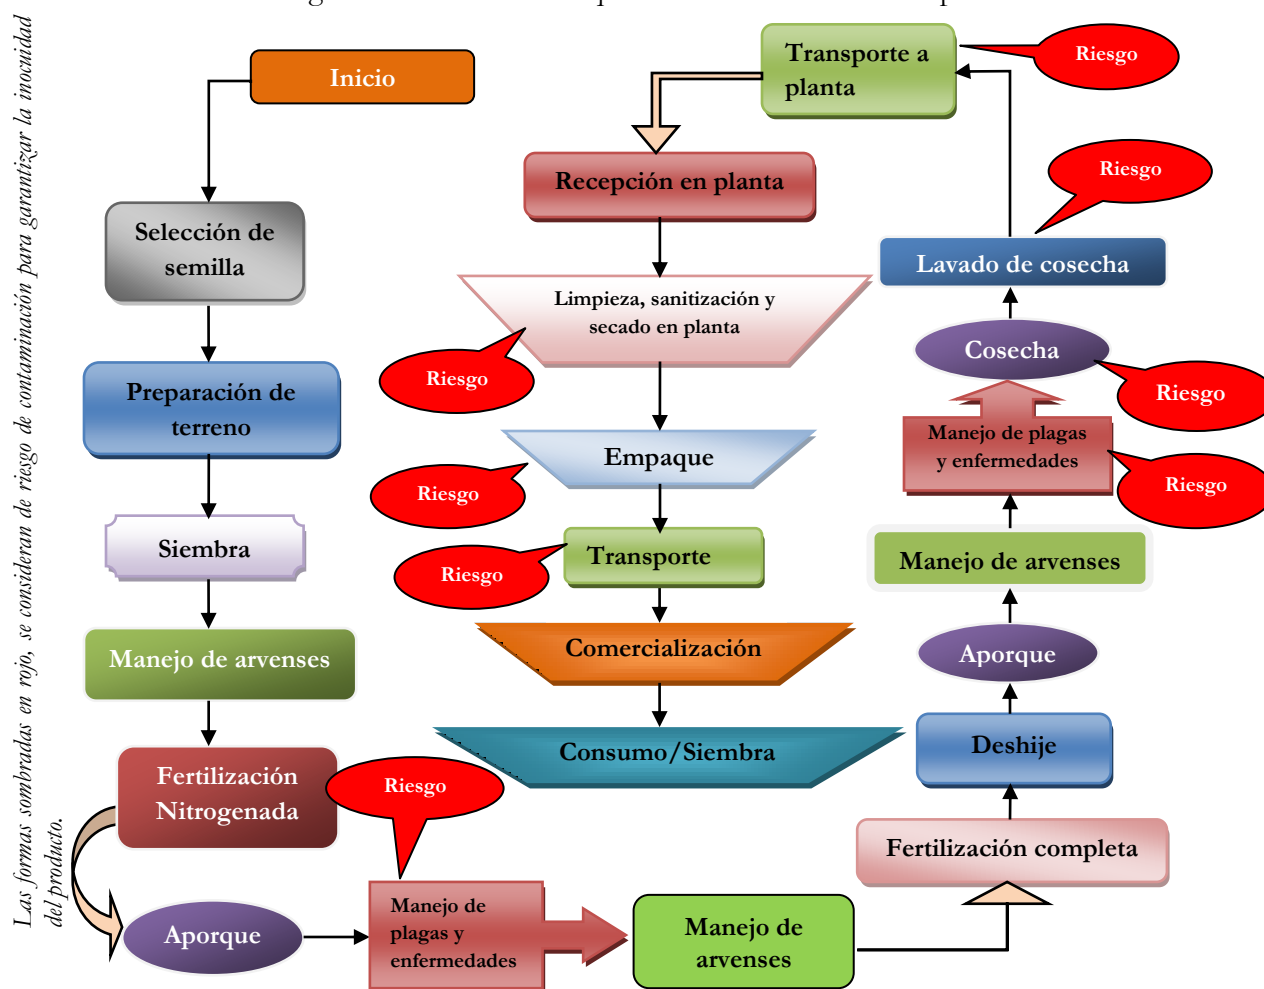 Inicio
Selección de
semilla
Preparación de
terreno
Siembra
Manejo de arvenses
Fertilización
Nitrogenada
Aporque
Riesgo
Manejo de
plagas y
enfermedades
Manejo de
arvenses
Fertilización completa
Deshije
Aporque
Manejo de arvenses
Manejo de plagas
y enfermedades
Riesgo
Cosecha
Riesgo
Lavado de cosecha
Riesgo
Transporte a
planta
Riesgo
Recepción en planta
Limpieza, sanitización y
secado en planta
Riesgo
Empaque
Riesgo
Transporte
Riesgo
Comercialización
Consumo/Siembra
Las formas sombradas en rojo, se consideran de riesgo de contaminación para garantizar la inocuidad
del producto.